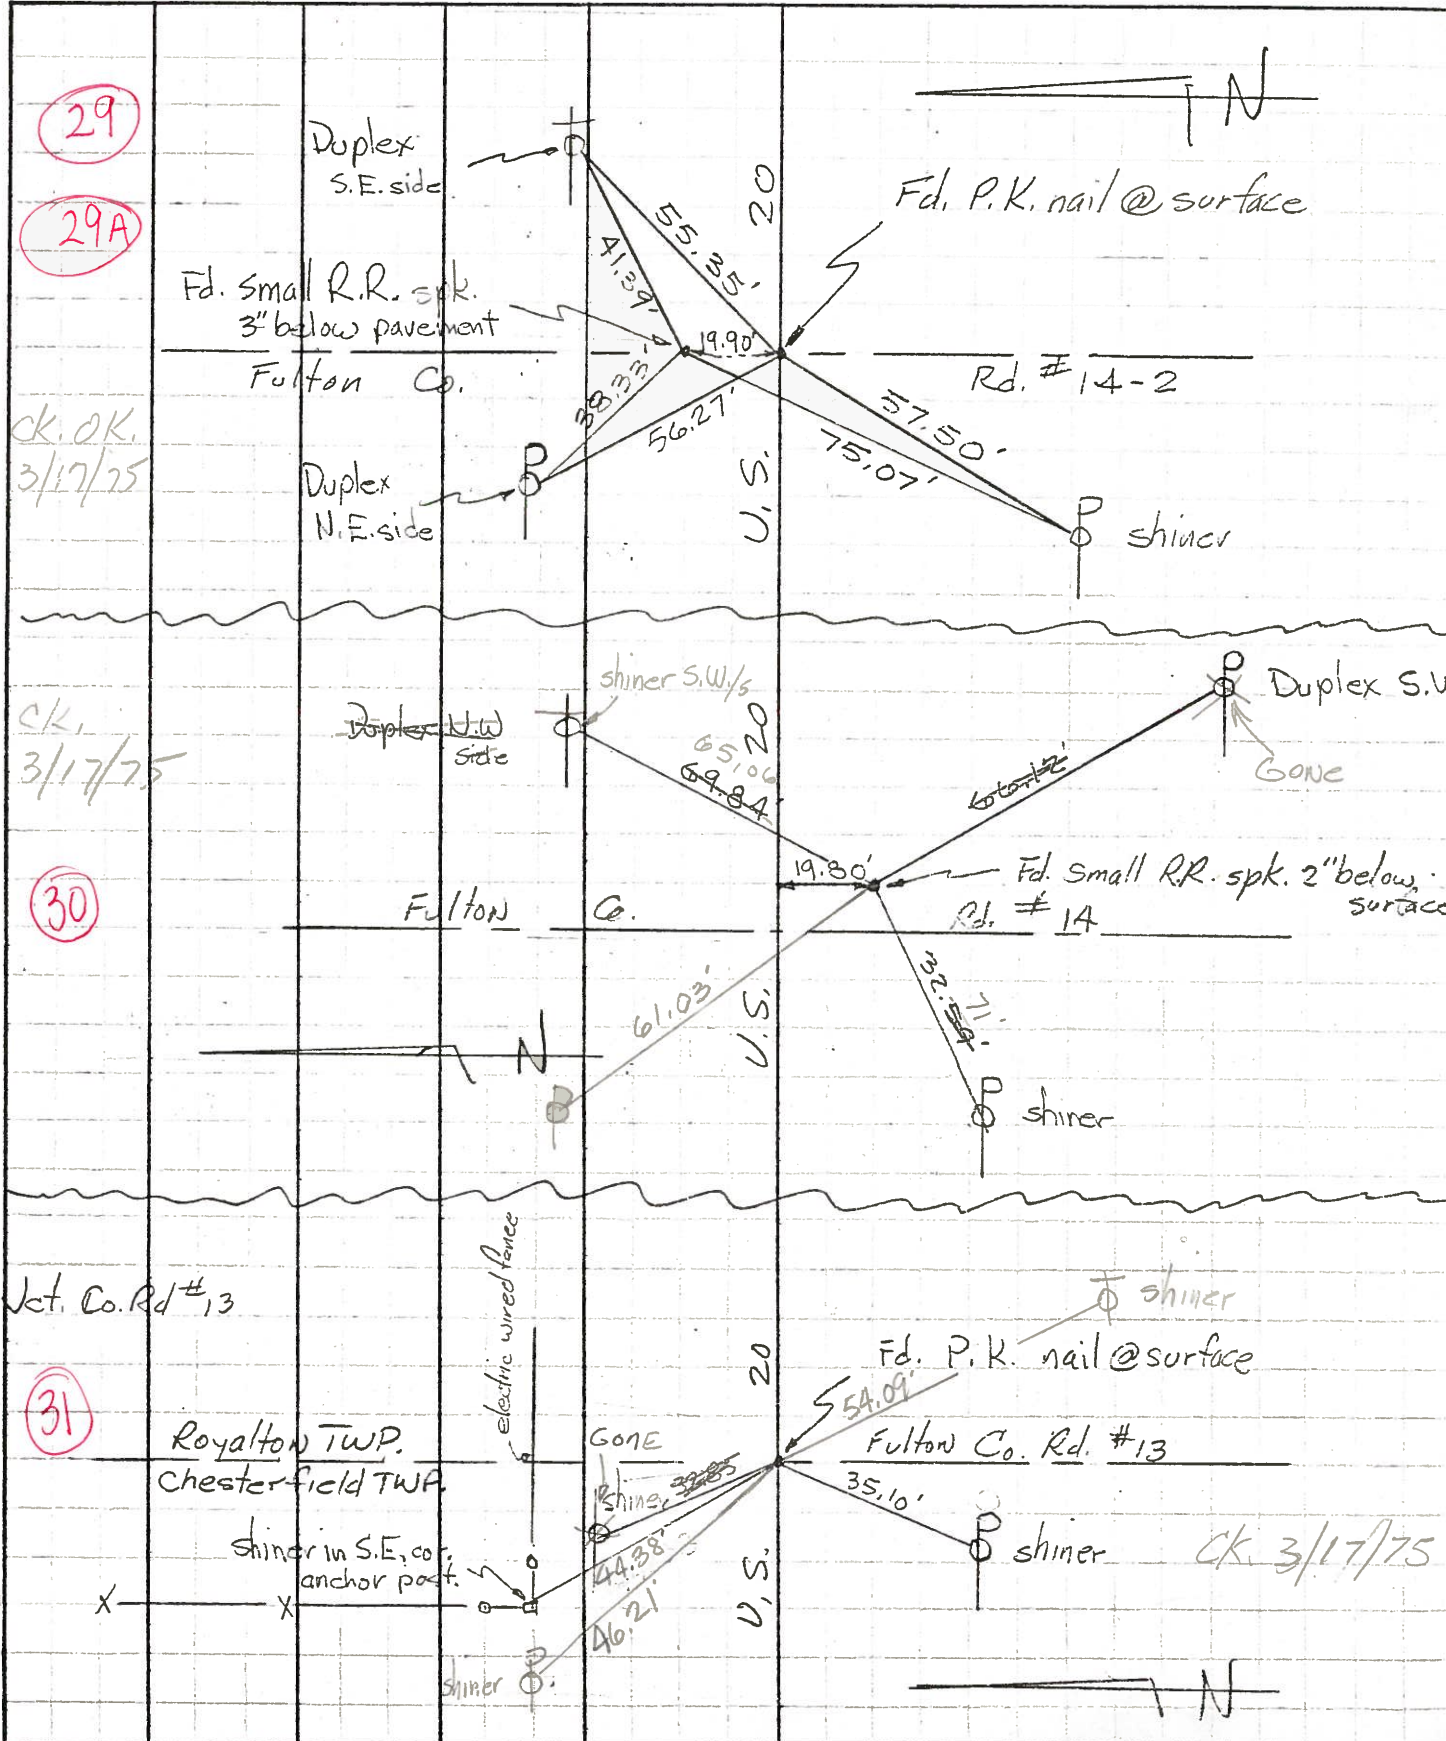 29
29A
N
Duplex
S.E. side
20
Fd. P.K. nail @ surface
55.35'
41.39'
Fd. Small R.R. spk.
3" below pavement
19.90'
Fulton Co.
Rd. # 14-2
38.33'
56.27'
57.50'
75.07'
CK. OK.
3/17/75
Duplex
N.E. side
P
U.S.
P
shiner
shiner S.W./s
P
Duplex S.W
Gone
CK.
3/17/75
Duplex N.W
side
20
65.06
69.84'
19.80'
Fd. Small R.R. spk. 2" below
surface
30
Fulton Co.
Rd. # 14
61.03'
U.S.
32.59'
71'
N
P
P
shiner
electric wired fence
Jct. Co. Rd #13
shiner
20
Fd. P.K. nail @ surface
54.09'
31
Royalton TWP.
Chesterfield TWP.
GONE
Fulton Co. Rd. #13
shiner
32.85
35.10'
P
shiner
CK. 3/17/75
shiner in S.E. cor.
anchor post.
44.38'
46.21'
U.S.
X
X
P
shiner
N